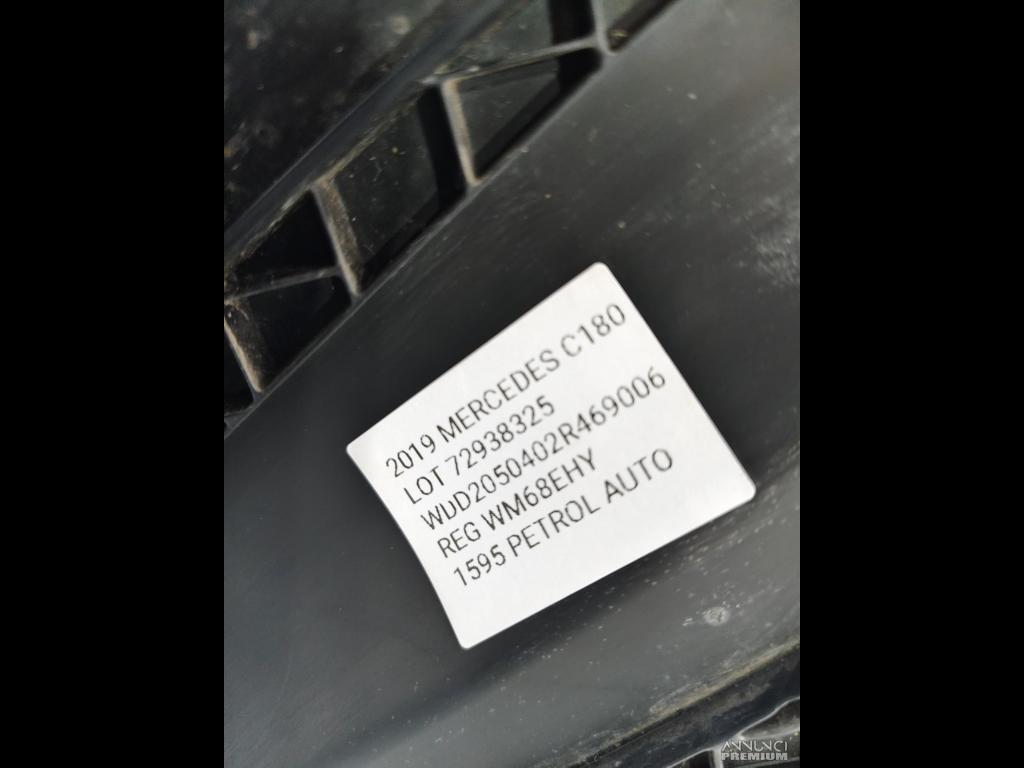 2019 MERCEDES C180
LOT 72938325
WDD2050402R469006
REG WM68EHY
1595 PETROL AUTO
ANNUNCI
PREMIUM